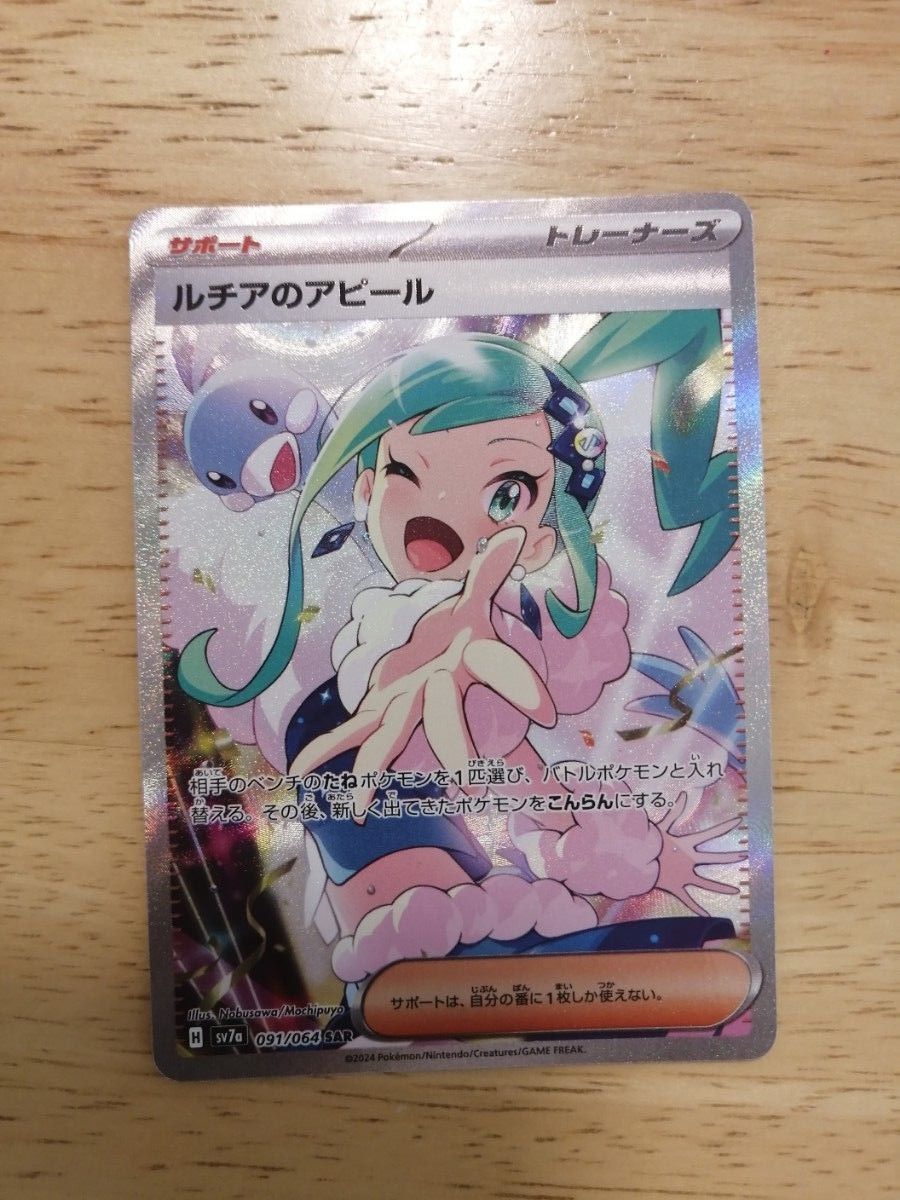 サポート
トレーナーズ
ルチアのアピール
相手のベンチのたねポケモンを1匹選び、バトルポケモンと入れ
替える。その後、新しく出てきたポケモンをこんらんにする。
サポートは、自分の番に1枚しか使えない。
Illus. Nobusawa/Mochipuyo
H sv7a 091/064 SAR
©2024 Pokémon/Nintendo/Creatures/GAME FREAK.